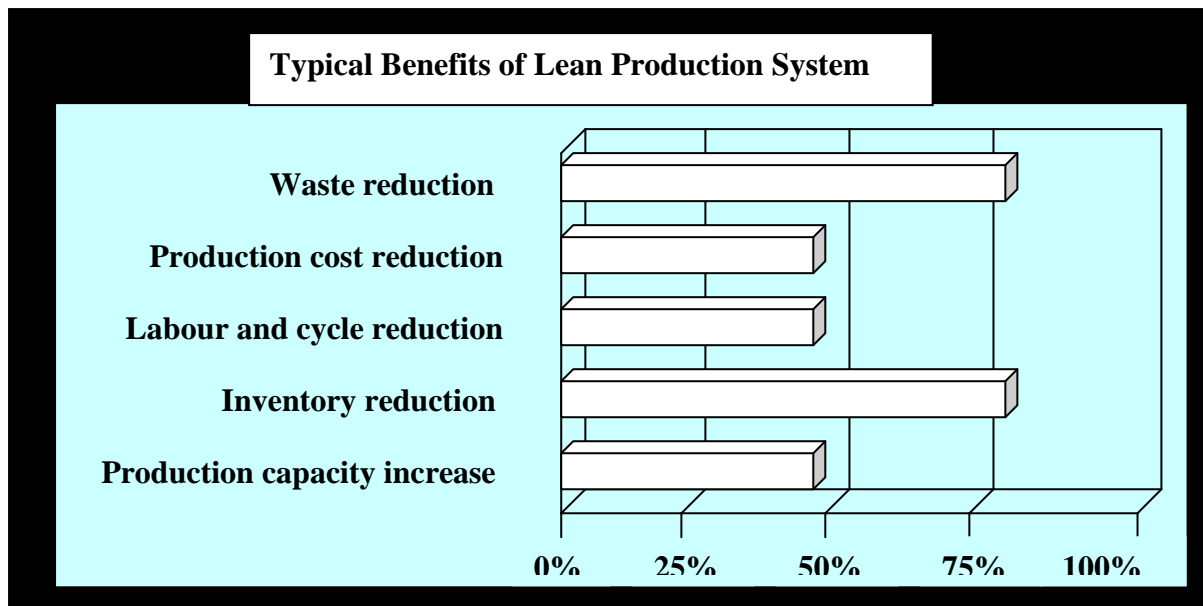 Typical Benefits of Lean Production System
Waste reduction
Production cost reduction
Labour and cycle reduction
Inventory reduction
Production capacity increase
0% 25% 50% 75% 100%